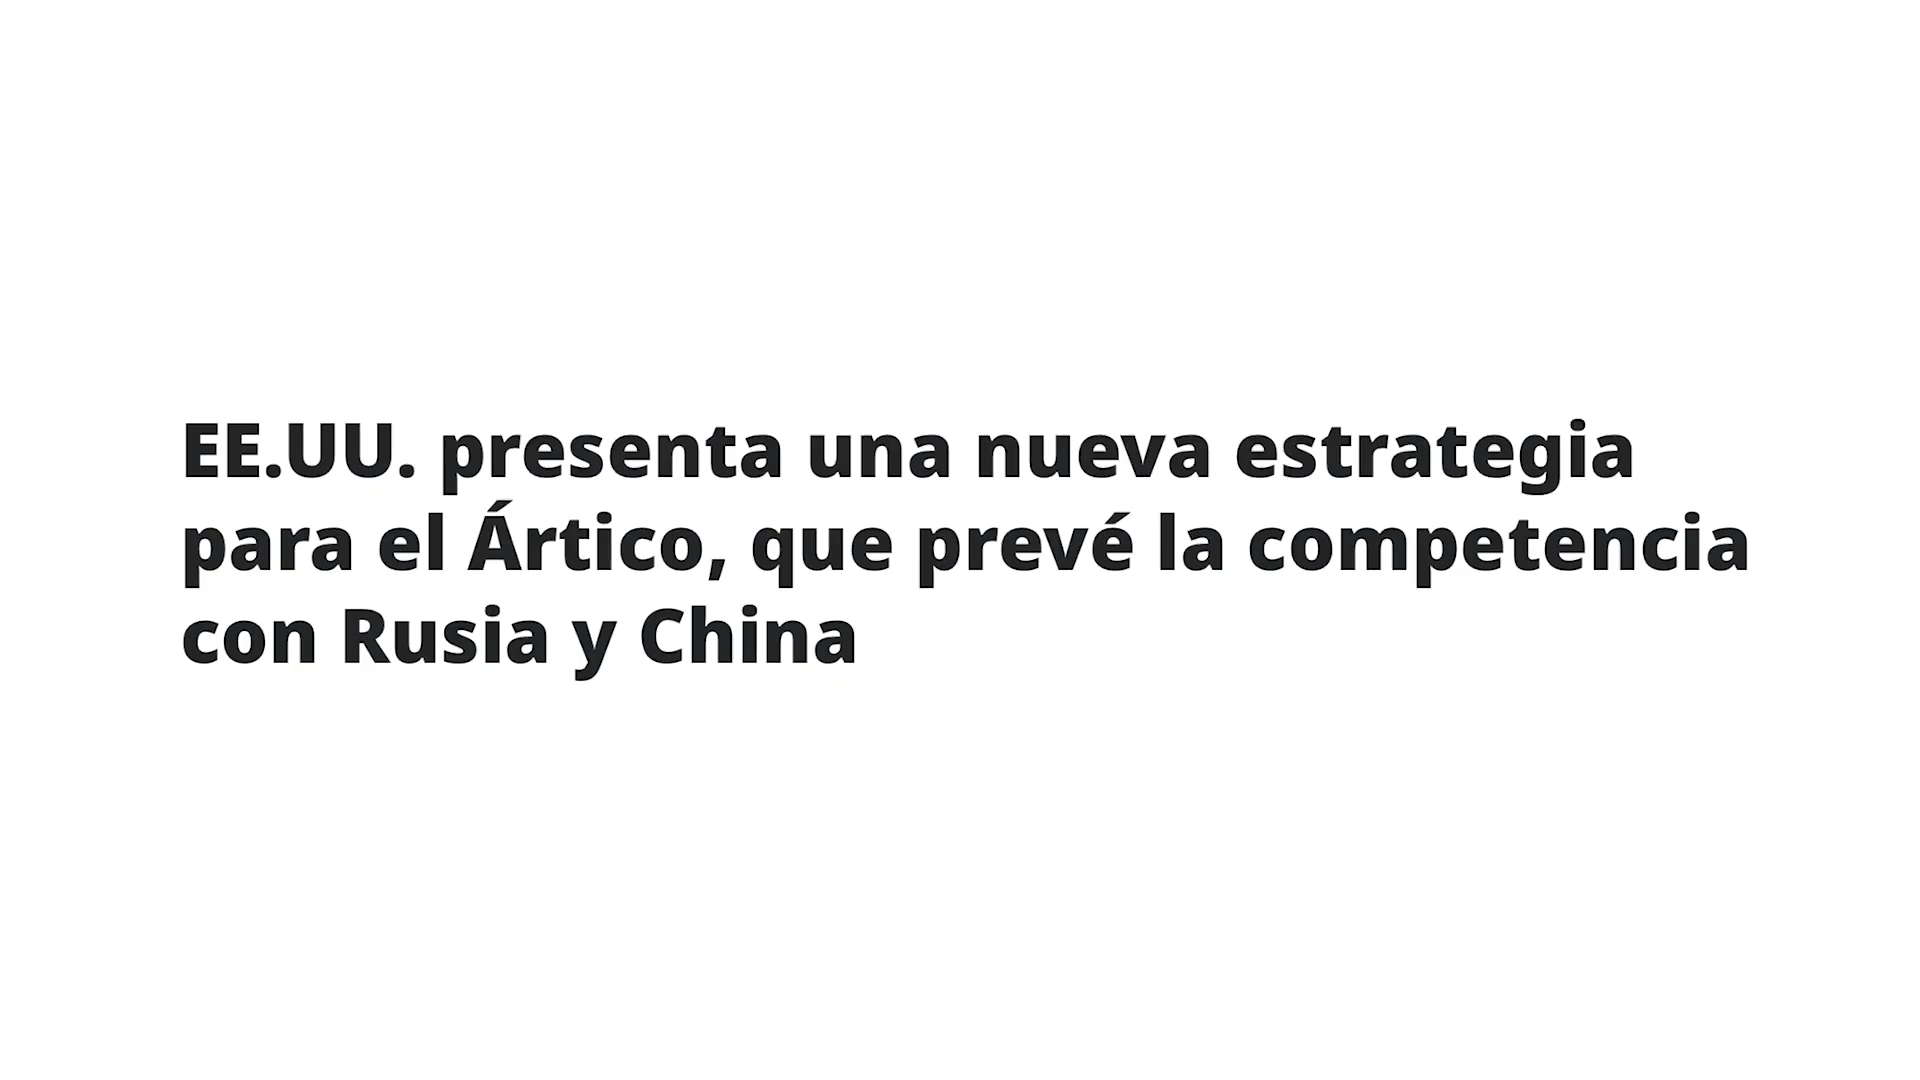 EE.UU. presenta una nueva estrategia
para el Ártico, que prevé la competencia
con Rusia y China